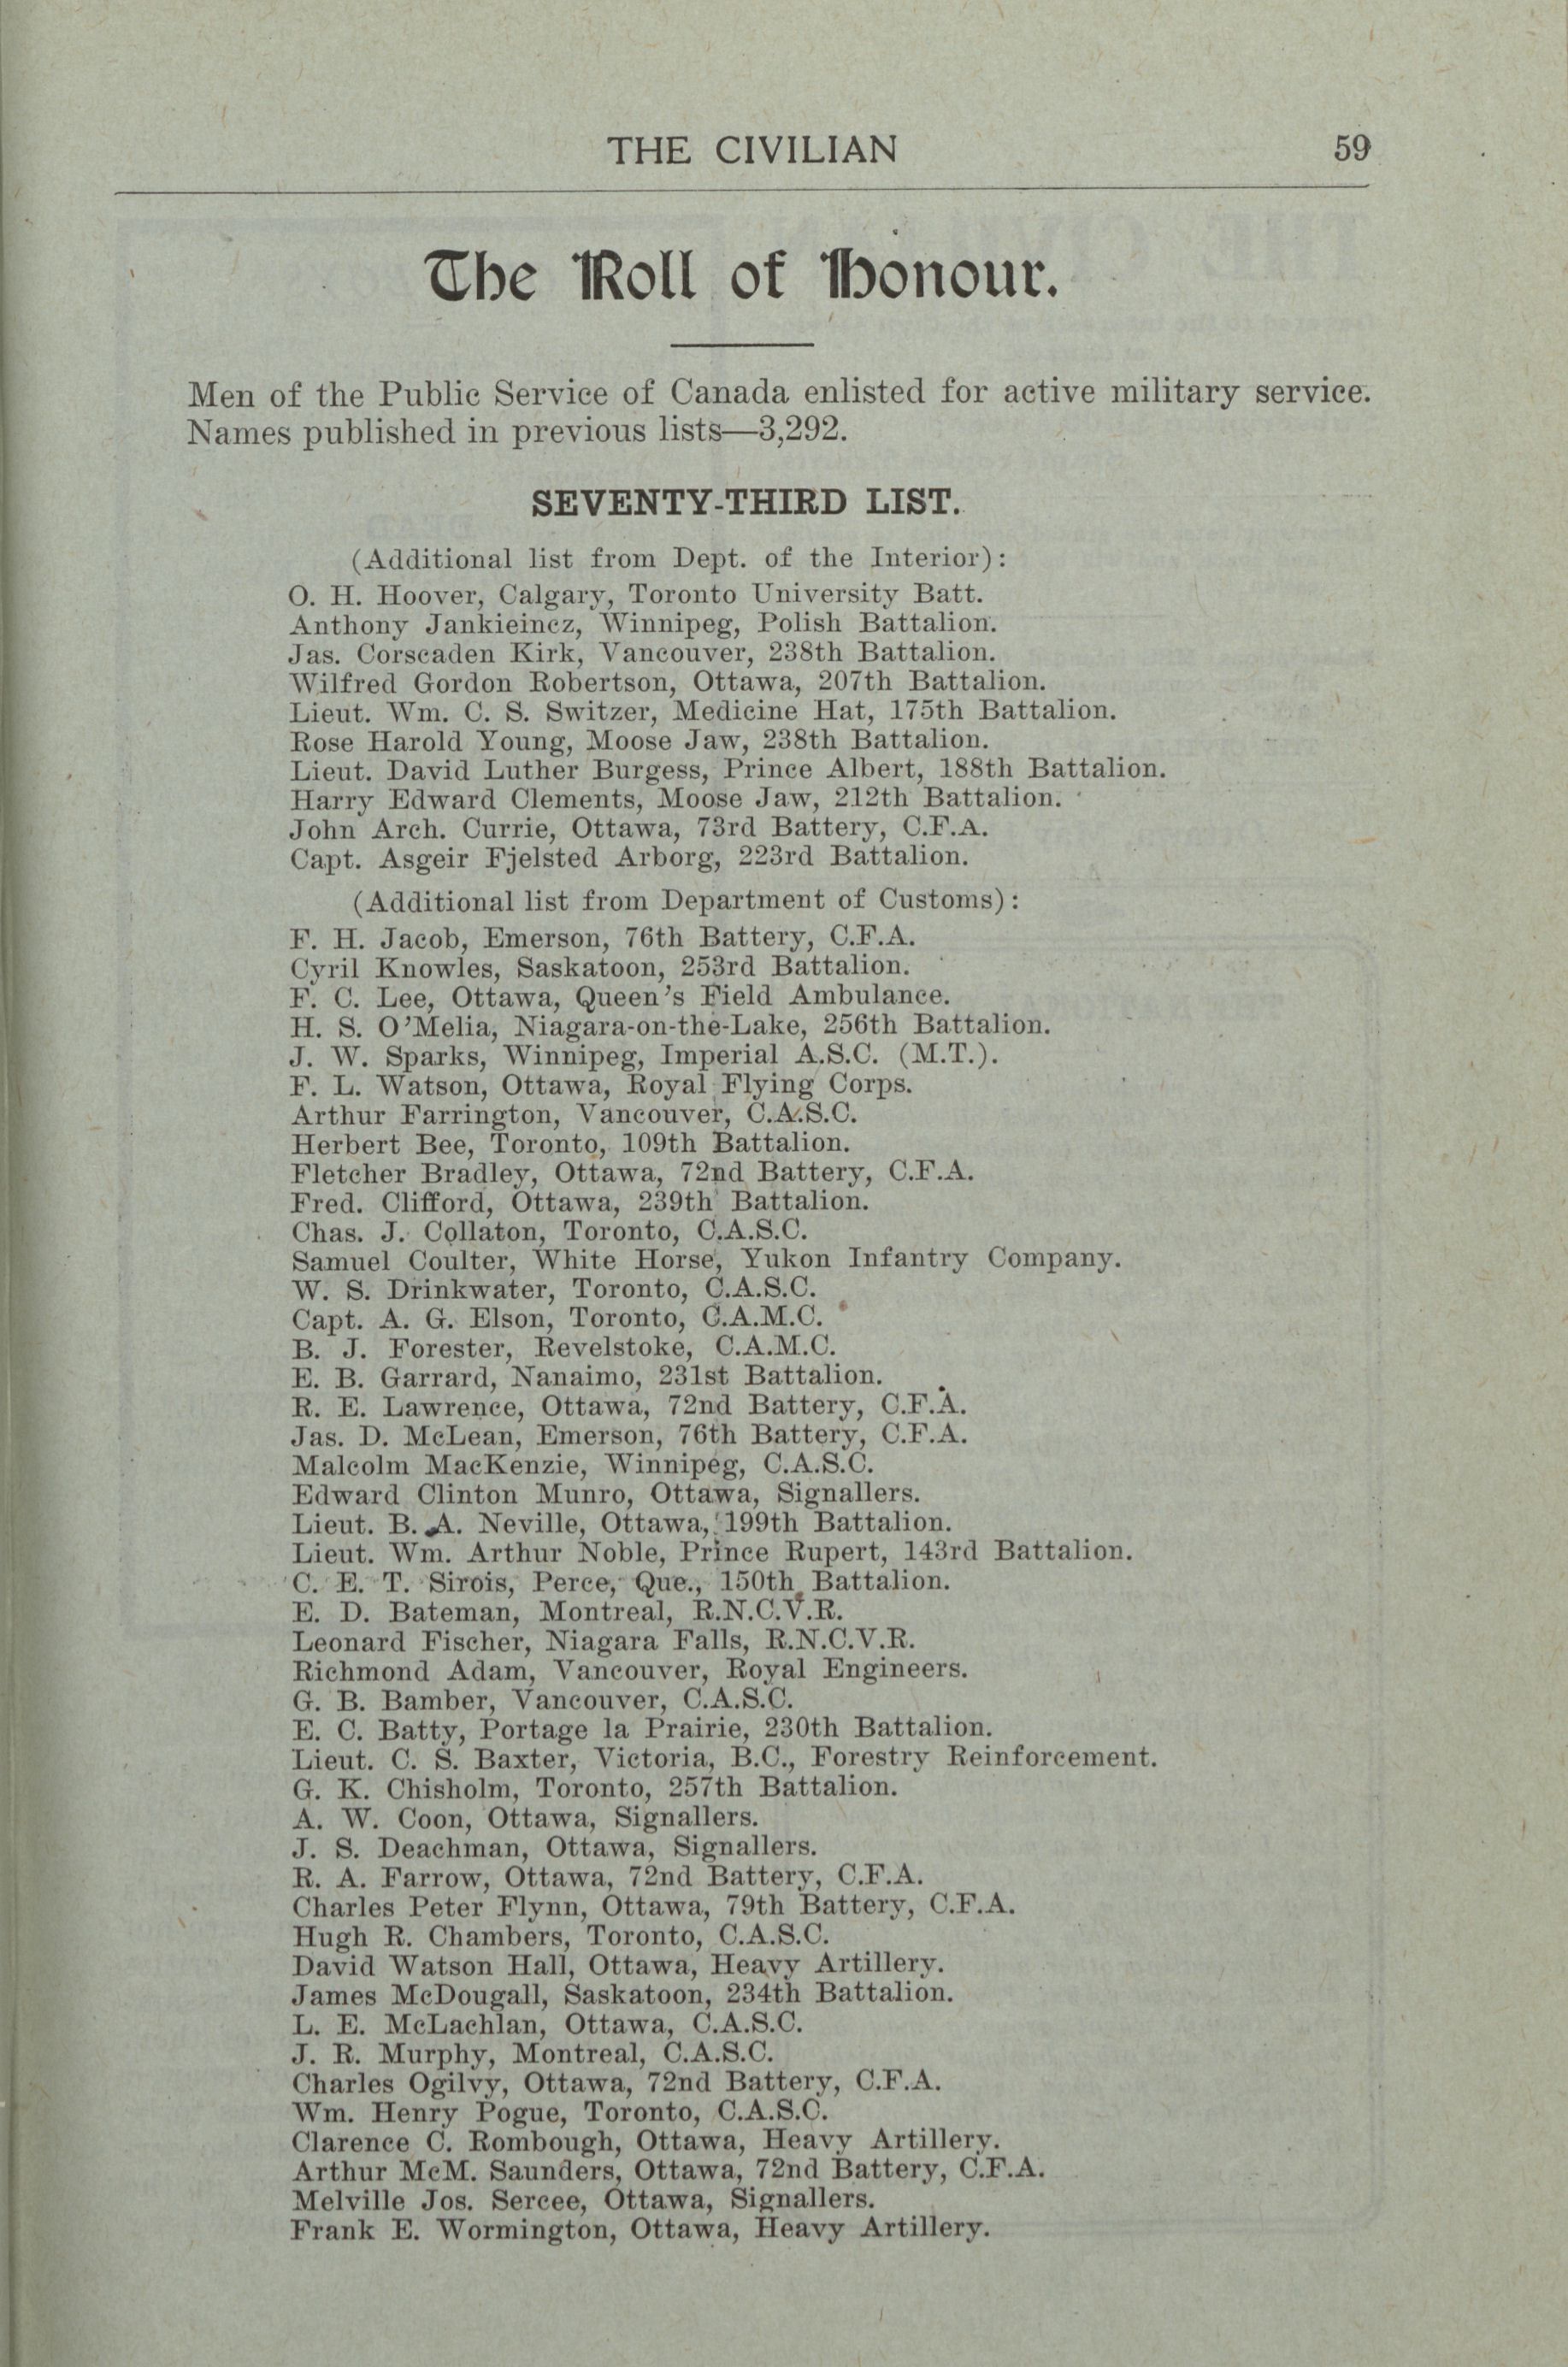 THE CIVILIAN 59
The Roll of Honour.
Men of the Public Service of Canada enlisted for active military service.
Names published in previous lists—3,292.
SEVENTY-THIRD LIST.
(Additional list from Dept. of the Interior):
O. H. Hoover, Calgary, Toronto University Batt.
Anthony Jankieincz, Winnipeg, Polish Battalion.
Jas. Corscaden Kirk, Vancouver, 238th Battalion.
Wilfred Gordon Robertson, Ottawa, 207th Battalion.
Lieut. Wm. C. S. Switzer, Medicine Hat, 175th Battalion.
Rose Harold Young, Moose Jaw, 238th Battalion.
Lieut. David Luther Burgess, Prince Albert, 188th Battalion.
Harry Edward Clements, Moose Jaw, 212th Battalion.
John Arch. Currie, Ottawa, 73rd Battery, C.F.A.
Capt. Asgeir Fjelsted Arborg, 223rd Battalion.
(Additional list from Department of Customs):
F. H. Jacob, Emerson, 76th Battery, C.F.A.
Cyril Knowles, Saskatoon, 253rd Battalion.
F. C. Lee, Ottawa, Queen's Field Ambulance.
H. S. O'Melia, Niagara-on-the-Lake, 256th Battalion.
J. W. Sparks, Winnipeg, Imperial A.S.C. (M.T.).
F. L. Watson, Ottawa, Royal Flying Corps.
Arthur Farrington, Vancouver, C.A.S.C.
Herbert Bee, Toronto, 109th Battalion.
Fletcher Bradley, Ottawa, 72nd Battery, C.F.A.
Fred. Clifford, Ottawa, 239th Battalion.
Chas. J. Collaton, Toronto, C.A.S.C.
Samuel Coulter, White Horse, Yukon Infantry Company.
W. S. Drinkwater, Toronto, C.A.S.C.
Capt. A. G. Elson, Toronto, C.A.M.C.
B. J. Forester, Revelstoke, C.A.M.C.
E. B. Garrard, Nanaimo, 231st Battalion.
R. E. Lawrence, Ottawa, 72nd Battery, C.F.A.
Jas. D. McLean, Emerson, 76th Battery, C.F.A.
Malcolm MacKenzie, Winnipeg, C.A.S.C.
Edward Clinton Munro, Ottawa, Signallers.
Lieut. B. A. Neville, Ottawa, 199th Battalion.
Lieut. Wm. Arthur Noble, Prince Rupert, 143rd Battalion.
C. E. T. Sirois, Perce, Que., 150th Battalion.
E. D. Bateman, Montreal, R.N.C.V.R.
Leonard Fischer, Niagara Falls, R.N.C.V.R.
Richmond Adam, Vancouver, Royal Engineers.
G. B. Bamber, Vancouver, C.A.S.C.
E. C. Batty, Portage la Prairie, 230th Battalion.
Lieut. C. S. Baxter, Victoria, B.C., Forestry Reinforcement.
G. K. Chisholm, Toronto, 257th Battalion.
A. W. Coon, Ottawa, Signallers.
J. S. Deachman, Ottawa, Signallers.
R. A. Farrow, Ottawa, 72nd Battery, C.F.A.
Charles Peter Flynn, Ottawa, 79th Battery, C.F.A.
Hugh R. Chambers, Toronto, C.A.S.C.
David Watson Hall, Ottawa, Heavy Artillery.
James McDougall, Saskatoon, 234th Battalion.
L. E. McLachlan, Ottawa, C.A.S.C.
J. R. Murphy, Montreal, C.A.S.C.
Charles Ogilvy, Ottawa, 72nd Battery, C.F.A.
Wm. Henry Pogue, Toronto, C.A.S.C.
Clarence C. Rombough, Ottawa, Heavy Artillery.
Arthur McM. Saunders, Ottawa, 72nd Battery, C.F.A.
Melville Jos. Sercee, Ottawa, Signallers.
Frank E. Wormington, Ottawa, Heavy Artillery.